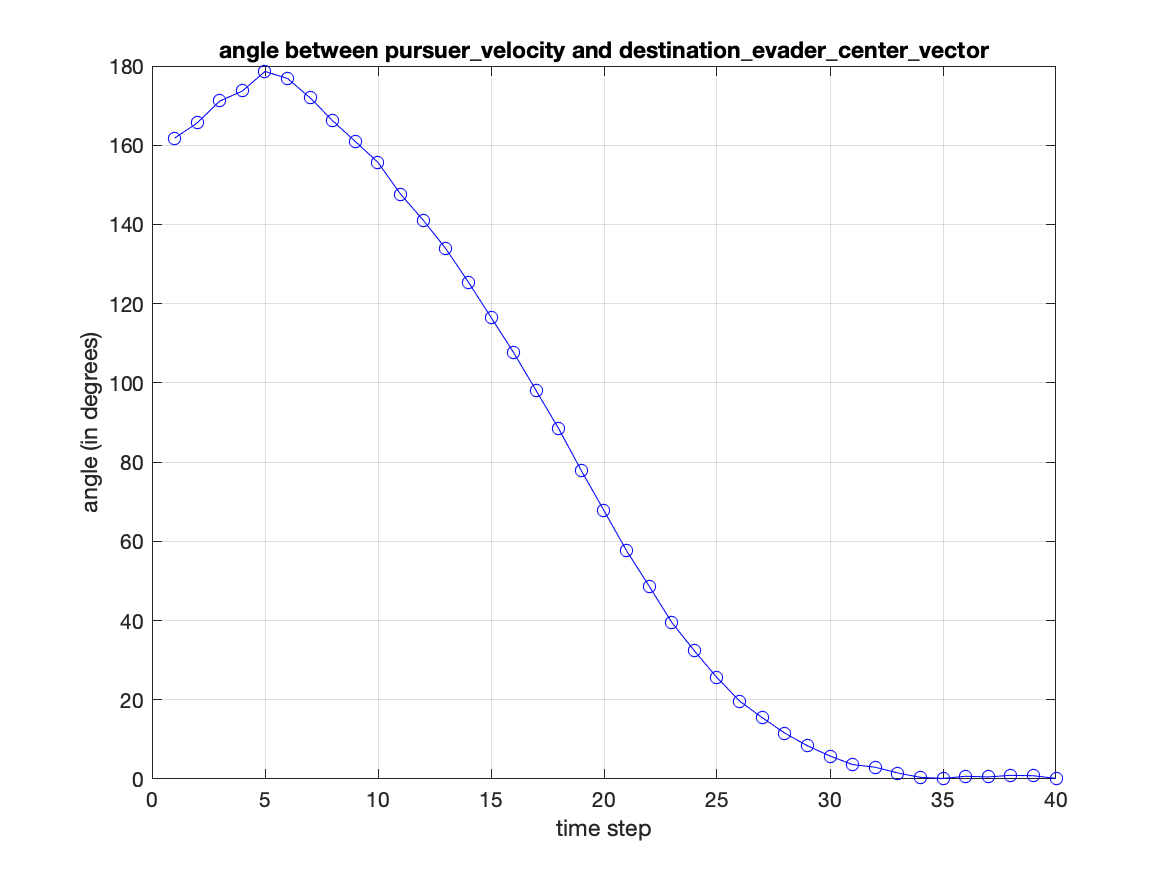 angle between pursuer_velocity and destination_evader_center_vector
180
160
140
120
100
80
60
40
20
0
angle (in degrees)
0 5 10 15 20 25 30 35 40
time step